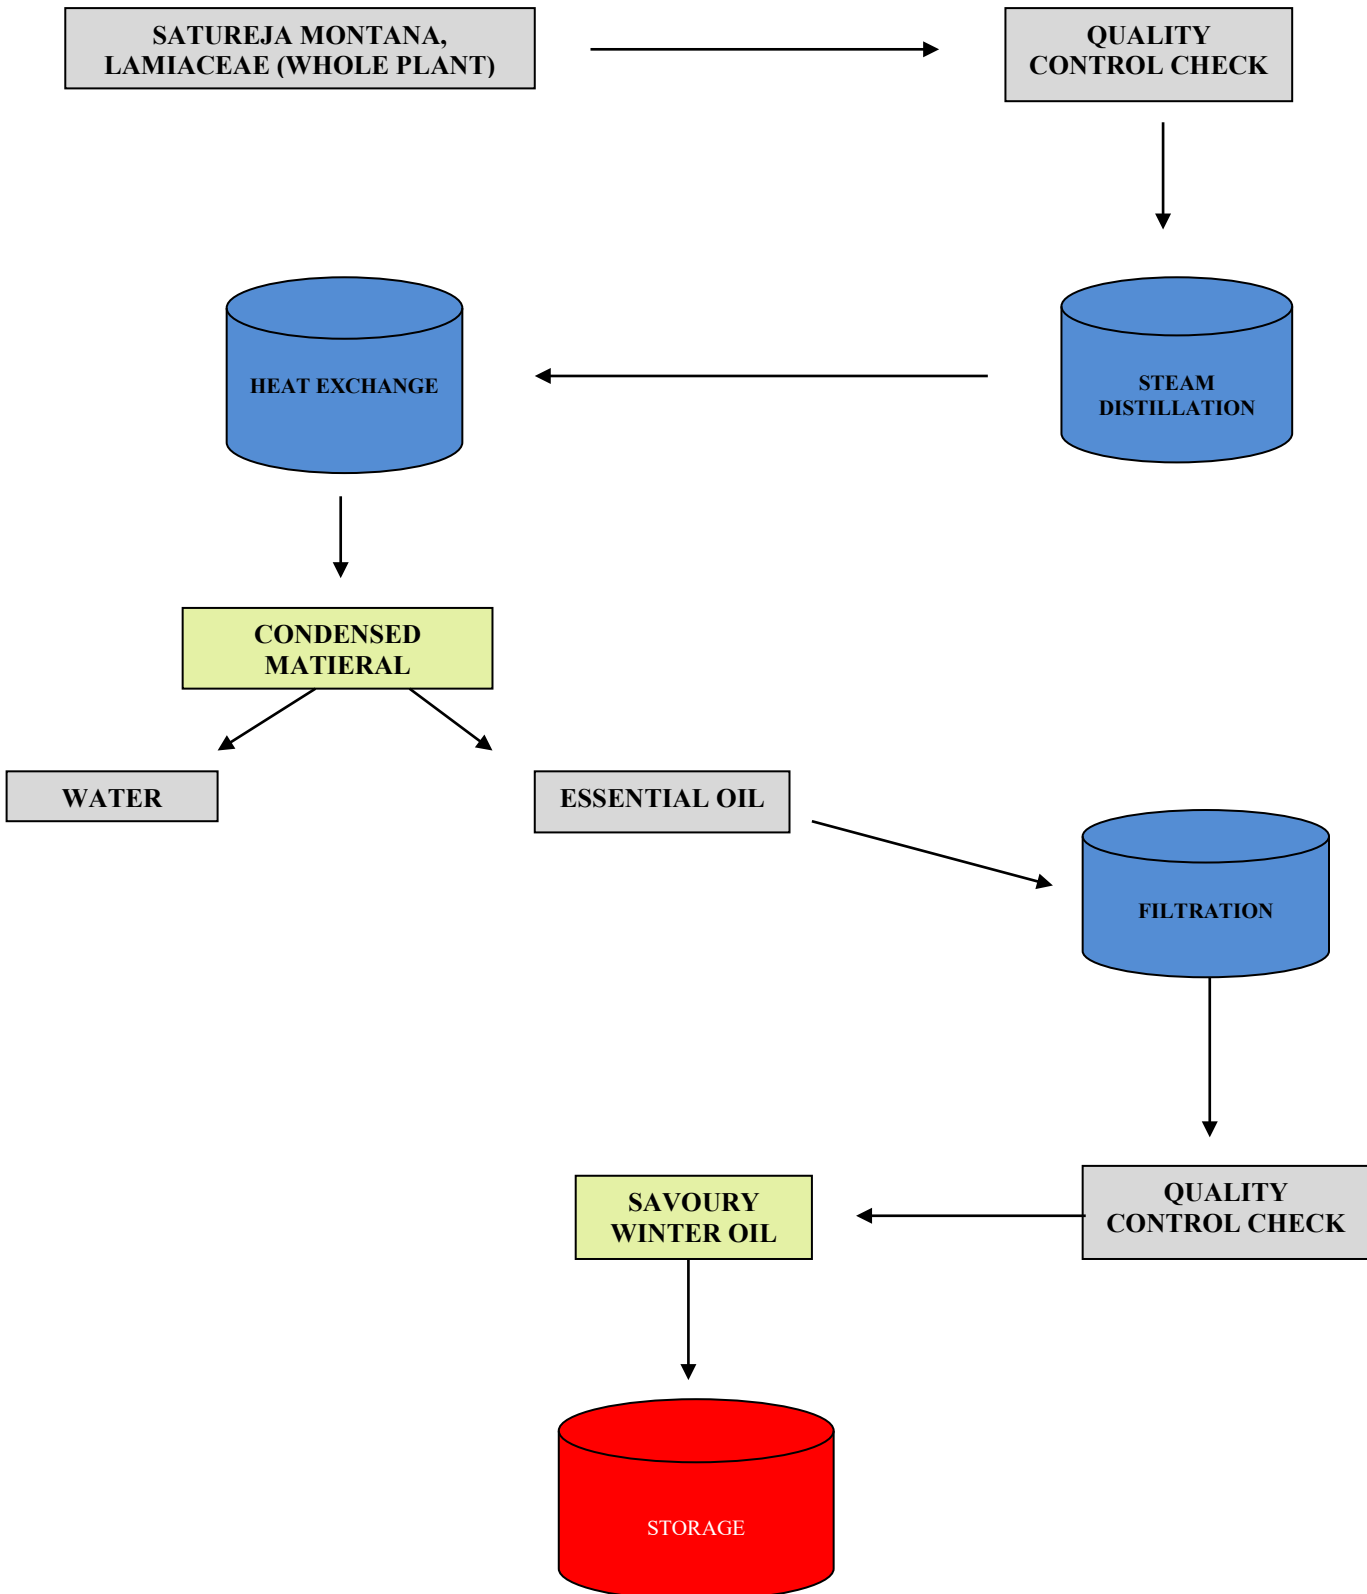 SATUREJA MONTANA,
LAMIACEAE (WHOLE PLANT)
QUALITY
CONTROL CHECK
HEAT EXCHANGE
STEAM
DISTILLATION
CONDENSED
MATIERAL
WATER
ESSENTIAL OIL
FILTRATION
SAVOURY
WINTER OIL
QUALITY
CONTROL CHECK
STORAGE